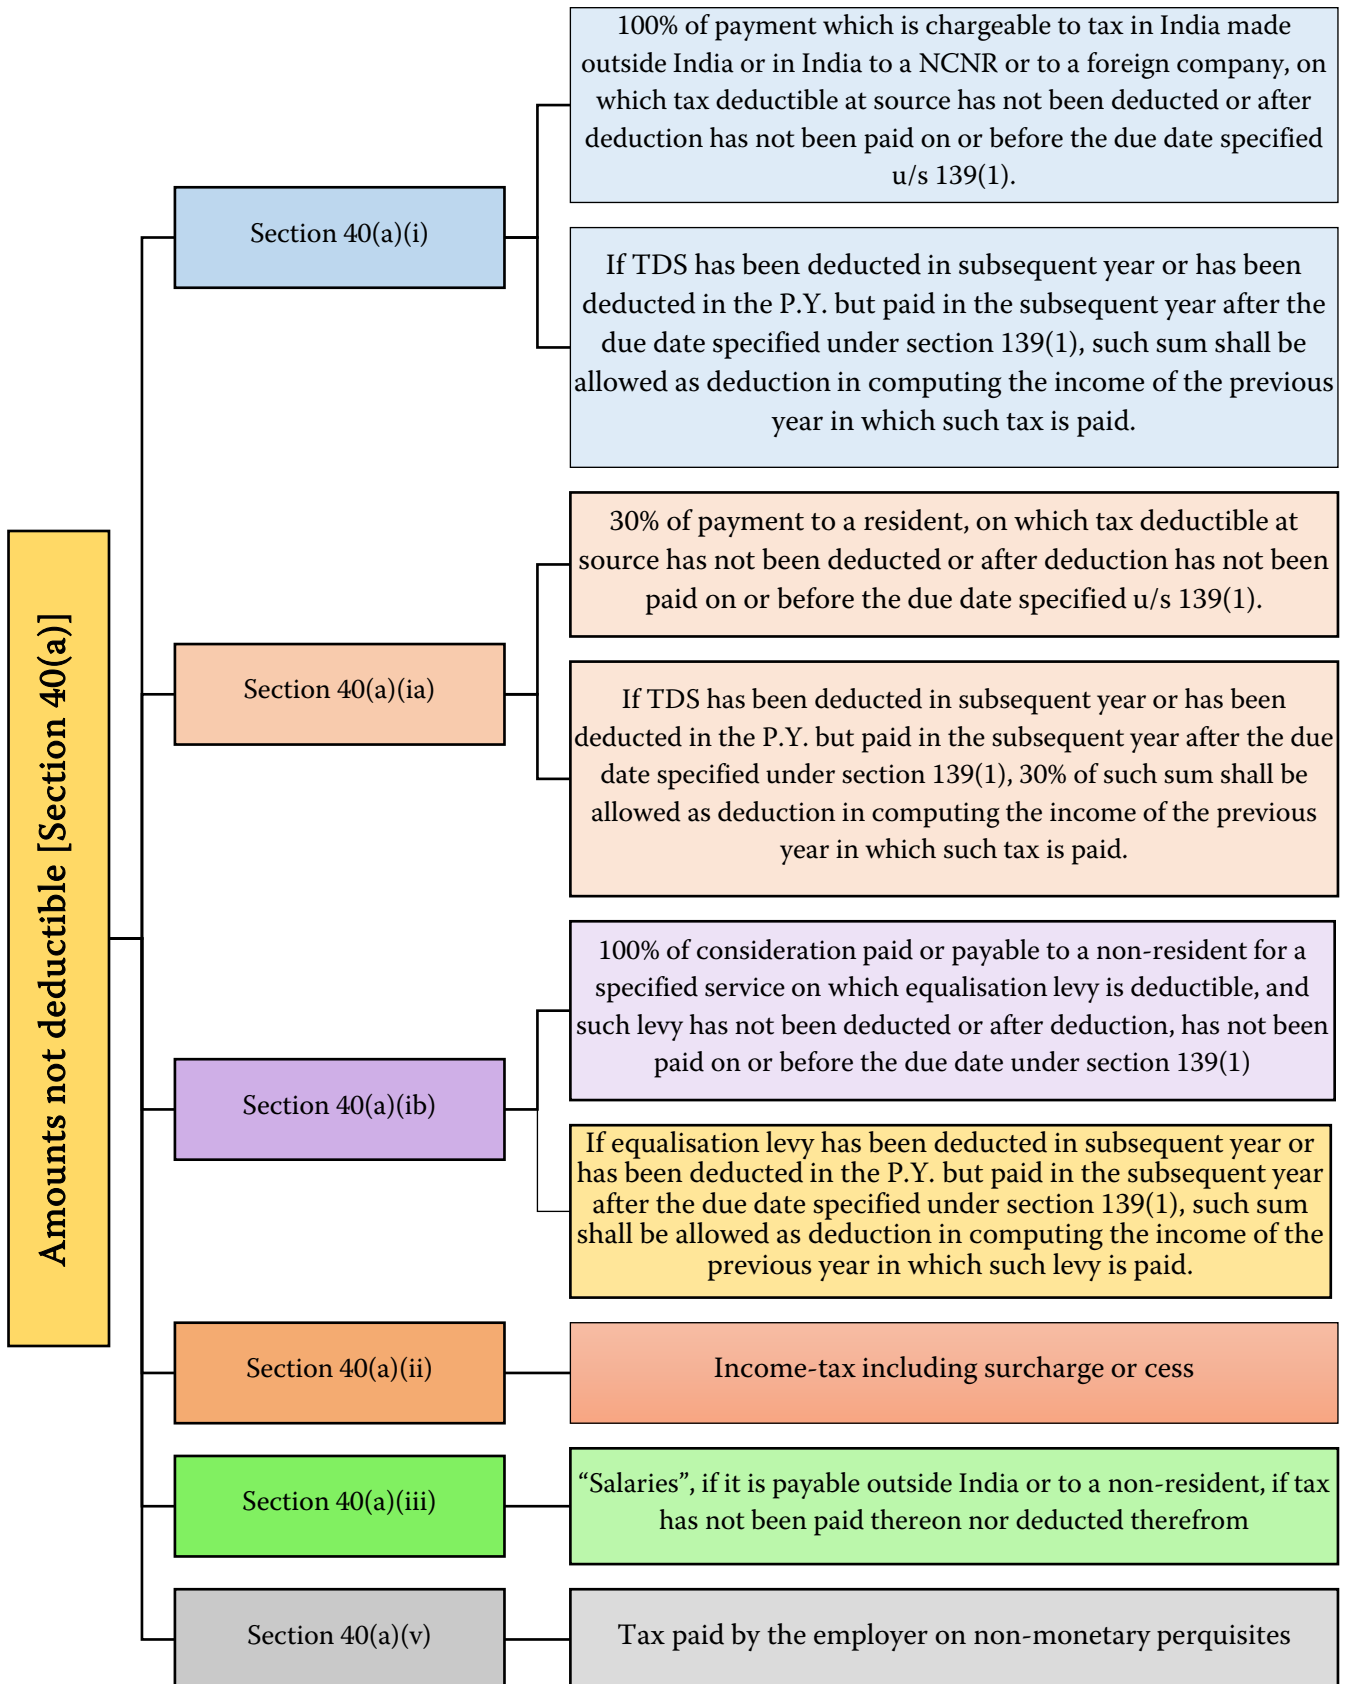 Amounts not deductible [Section 40(a)]
Section 40(a)(i)
100% of payment which is chargeable to tax in India made
outside India or in India to a NCNR or to a foreign company, on
which tax deductible at source has not been deducted or after
deduction has not been paid on or before the due date specified
u/s 139(1).
If TDS has been deducted in subsequent year or has been
deducted in the P.Y. but paid in the subsequent year after the
due date specified under section 139(1), such sum shall be
allowed as deduction in computing the income of the previous
year in which such tax is paid.
Section 40(a)(ia)
30% of payment to a resident, on which tax deductible at
source has not been deducted or after deduction has not been
paid on or before the due date specified u/s 139(1).
If TDS has been deducted in subsequent year or has been
deducted in the P.Y. but paid in the subsequent year after the due
date specified under section 139(1), 30% of such sum shall be
allowed as deduction in computing the income of the previous
year in which such tax is paid.
Section 40(a)(ib)
100% of consideration paid or payable to a non-resident for a
specified service on which equalisation levy is deductible, and
such levy has not been deducted or after deduction, has not been
paid on or before the due date under section 139(1)
If equalisation levy has been deducted in subsequent year or
has been deducted in the P.Y. but paid in the subsequent year
after the due date specified under section 139(1), such sum
shall be allowed as deduction in computing the income of the
previous year in which such levy is paid.
Section 40(a)(ii)
Income-tax including surcharge or cess
Section 40(a)(iii)
“Salaries”, if it is payable outside India or to a non-resident, if tax
has not been paid thereon nor deducted therefrom
Section 40(a)(v)
Tax paid by the employer on non-monetary perquisites